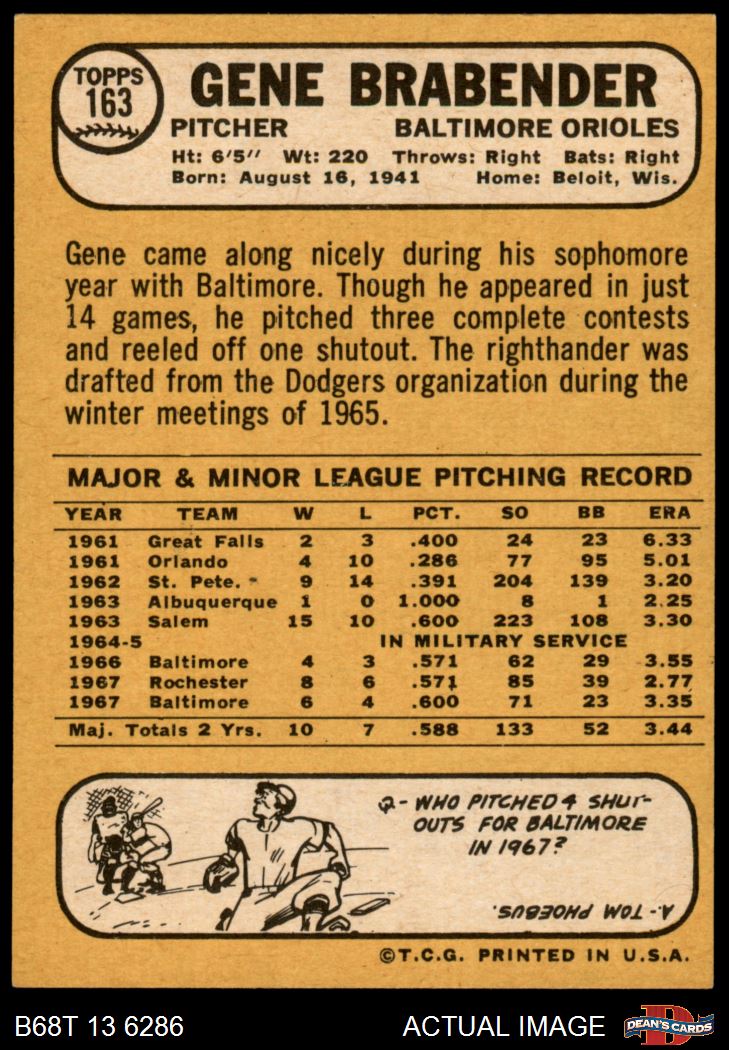 TOPPS
163
GENE BRABENDER
PITCHER BALTIMORE ORIOLES
Ht: 6'5" Wt: 220 Throws: Right Bats: Right
Born: August 16, 1941 Home: Beloit, Wis.
Gene came along nicely during his sophomore
year with Baltimore. Though he appeared in just
14 games, he pitched three complete contests
and reeled off one shutout. The righthander was
drafted from the Dodgers organization during the
winter meetings of 1965.
MAJOR & MINOR LEAGUE PITCHING RECORD
YEAR TEAM W L PCT. SO BB ERA
1961 Great Falls 2 3 .400 24 23 6.33
1961 Orlando 4 10 .286 77 95 5.01
1962 St. Pete. 9 14 .391 204 139 3.20
1963 Albuquerque 1 0 1.000 8 1 2.25
1963 Salem 15 10 .600 223 108 3.30
1964-5 IN MILITARY SERVICE
1966 Baltimore 4 3 .571 62 29 3.55
1967 Rochester 8 6 .571 85 39 2.77
1967 Baltimore 6 4 .600 71 23 3.35
Maj. Totals 2 Yrs. 10 7 .588 133 52 3.44
Q- WHO PITCHED 4 SHUT-
OUTS FOR BALTIMORE
IN 1967?
A- TOM PHOEBUS.
©T.C.G. PRINTED IN U.S.A.
B68T 13 6286 ACTUAL IMAGE D DEAN'S CARDS